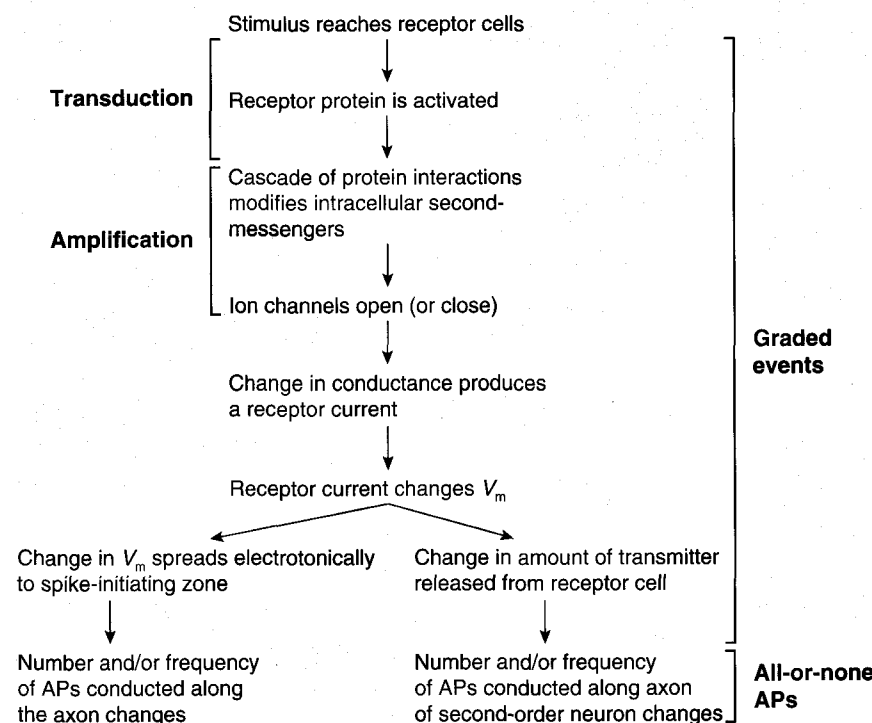 Stimulus reaches receptor cells
Transduction
Receptor protein is activated
Cascade of protein interactions
modifies intracellular second-
messengers
Amplification
Ion channels open (or close)
Graded
events
Change in conductance produces
a receptor current
Receptor current changes Vm
Change in Vm spreads electrotonically
to spike-initiating zone
Change in amount of transmitter
released from receptor cell
Number and/or frequency
of APs conducted along
the axon changes
Number and/or frequency
of APs conducted along axon
of second-order neuron changes
All-or-none
APs